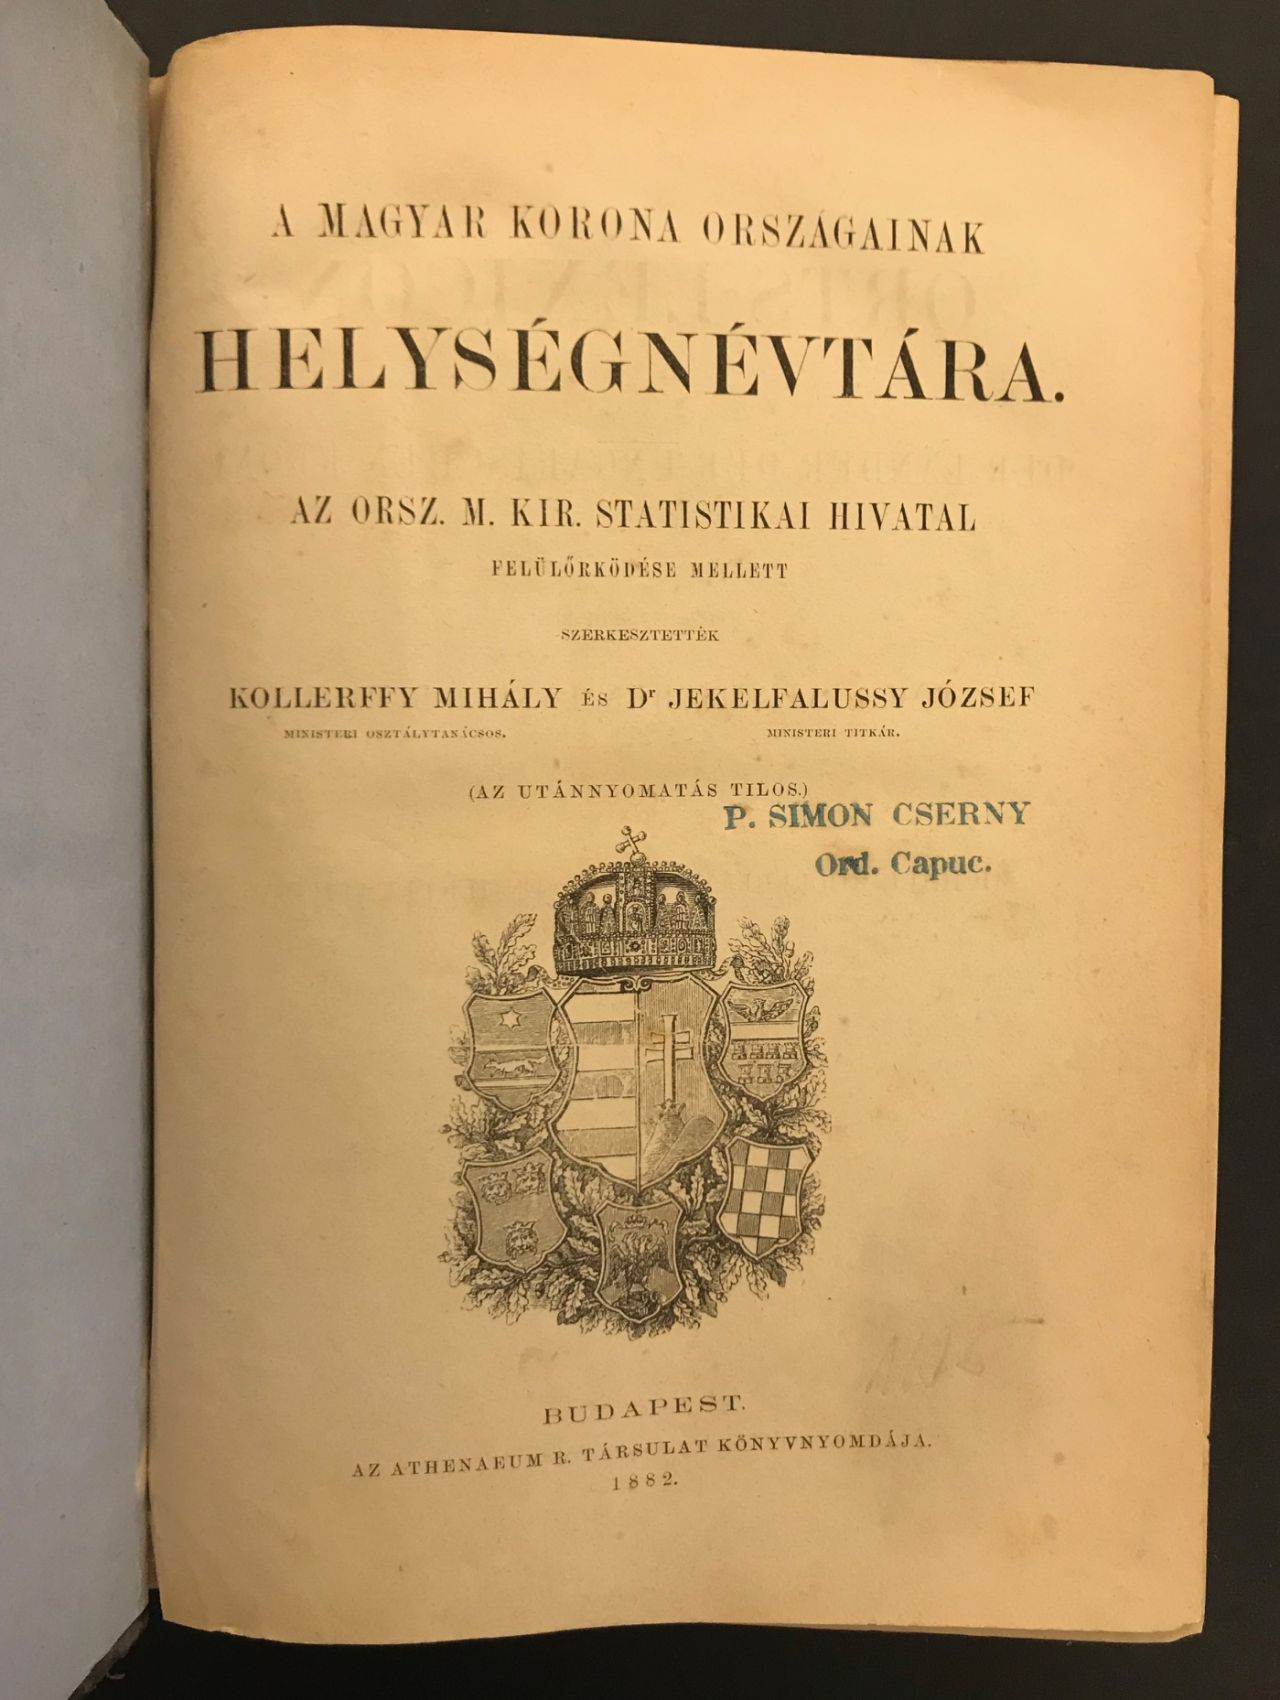 A MAGYAR KORONA ORSZÁGAINAK
HELYSÉGNÉVTÁRA.
AZ ORSZ. M. KIR. STATISTIKAI HIVATAL
FELÜLŐRKÖDÉSE MELLETT
SZERKESZTETTÉK
KOLLERFFY MIHÁLY ÉS Dr JEKELFALUSSY JÓZSEF
MINISTERI OSZTÁLYTANÁCSOS. MINISTERI TITKÁR.
(AZ UTÁNNYOMATÁS TILOS.)
P. SIMON CSERNY
Ord. Capuc.
BUDAPEST.
AZ ATHENAEUM R. TÁRSULAT KÖNYVNYOMDÁJA.
1882.